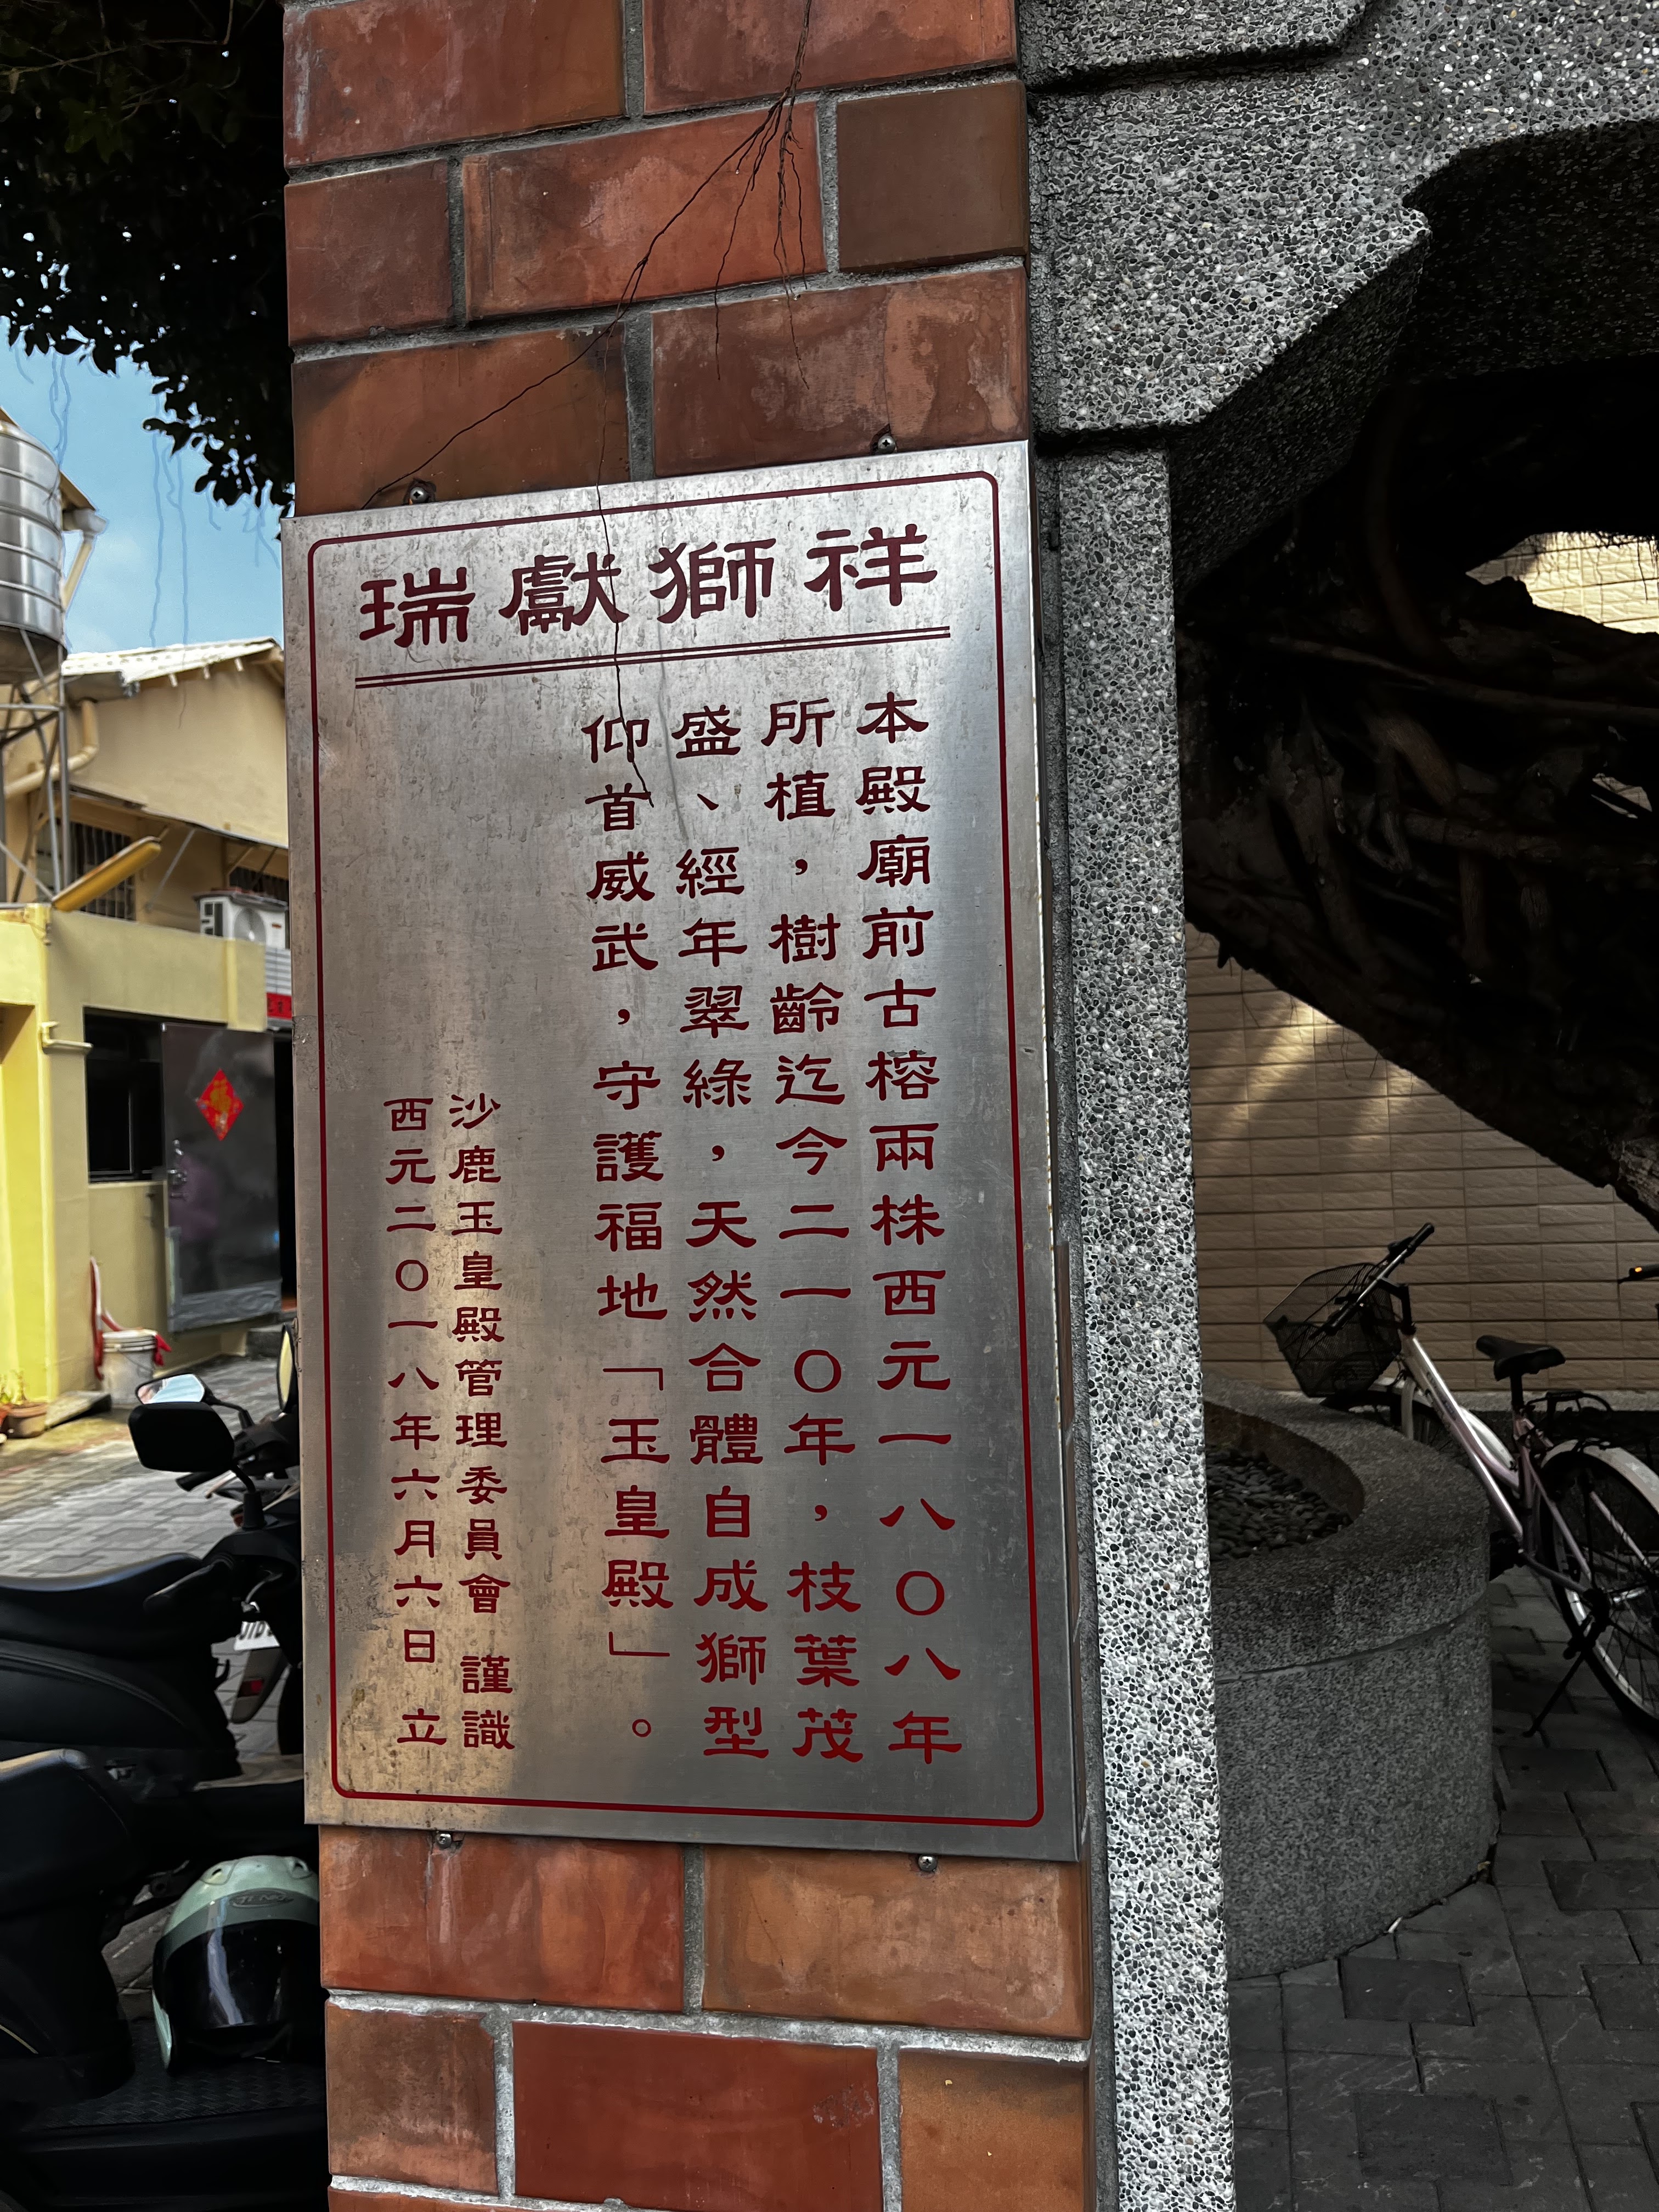 祥獅獻瑞
本殿廟前古榕兩株西元一八〇八年
所植，樹齡迄今二一〇年，枝葉茂
盛、經年翠綠，天然合體自成獅型
仰首威武，守護福地「玉皇殿」。
沙鹿玉皇殿管理委員會 謹識
西元二〇一八年六月六日 立